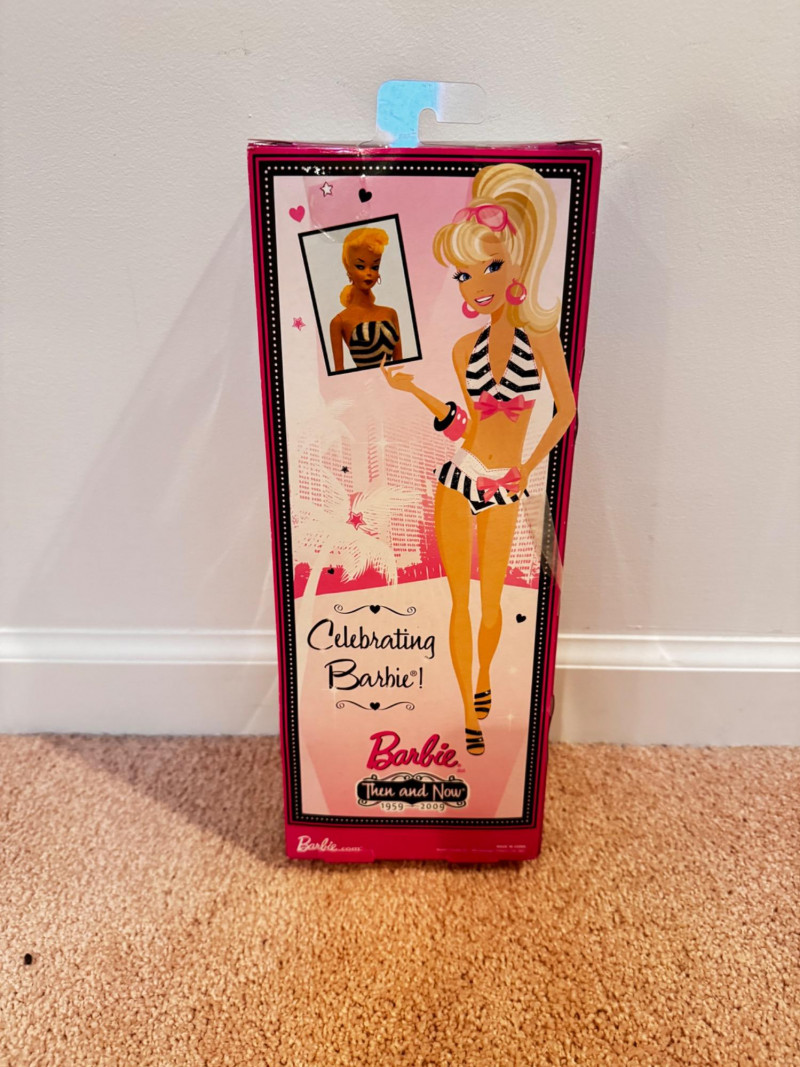 Celebrating
Barbie®!
Barbie
Then and Now
1959 2009
Barbie.com